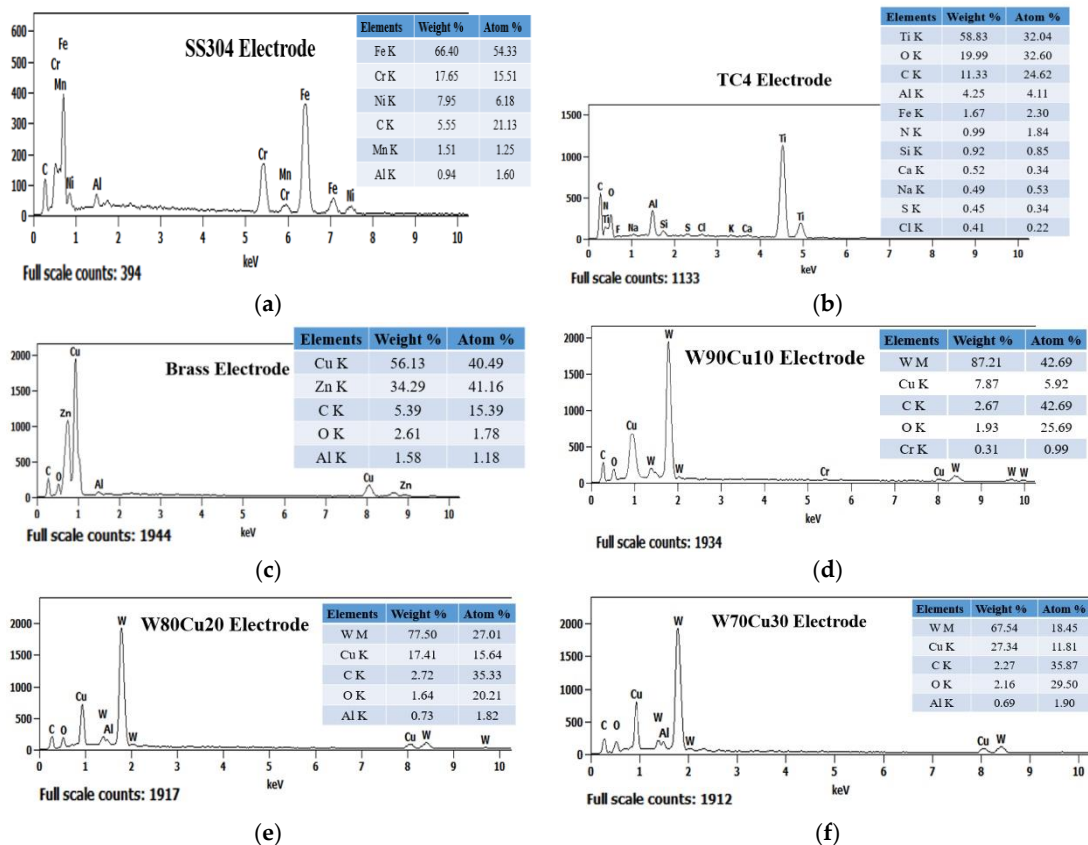 SS304 Electrode
600
500
400
300
200
100
0
Fe
Cr
Mn
C
Ni
Al
Cr
Mn
Cr
Fe
Fe
Ni
0 1 2 3 4 5 6 7 8 9 10
keV
Full scale counts: 394
Elements Weight % Atom %
Fe K 66.40 54.33
Cr K 17.65 15.51
Ni K 7.95 6.18
C K 5.55 21.13
Mn K 1.51 1.25
Al K 0.94 1.60
(a)
TC4 Electrode
1500
1000
500
0
C
O
N
Ti
F
Na
Al
Si
S
Cl
K
Ca
Ti
Ti
0 1 2 3 4 5 6 7 8 9 10
keV
Full scale counts: 1133
Elements Weight % Atom %
Ti K 58.83 32.04
O K 19.99 32.60
C K 11.33 24.62
Al K 4.25 4.11
Fe K 1.67 2.30
N K 0.99 1.84
Si K 0.92 0.85
Ca K 0.52 0.34
Na K 0.49 0.53
S K 0.45 0.34
Cl K 0.41 0.22
(b)
Brass Electrode
2000
1500
1000
500
0
C
O
Zn
Cu
Al
Cu
Zn
0 1 2 3 4 5 6 7 8 9 10
keV
Full scale counts: 1944
Elements Weight % Atom %
Cu K 56.13 40.49
Zn K 34.29 41.16
C K 5.39 15.39
O K 2.61 1.78
Al K 1.58 1.18
(c)
W90Cu10 Electrode
2000
1500
1000
500
0
C
O
Cu
W
W
W
Cr
Cu
W
W W
0 1 2 3 4 5 6 7 8 9 10
keV
Full scale counts: 1934
Elements Weight % Atom %
W M 87.21 42.69
Cu K 7.87 5.92
C K 2.67 42.69
O K 1.93 25.69
Cr K 0.31 0.99
(d)
W80Cu20 Electrode
2000
1500
1000
500
0
C
O
Cu
W
Al
W
W
Cu
W
W
0 1 2 3 4 5 6 7 8 9 10
keV
Full scale counts: 1917
Elements Weight % Atom %
W M 77.50 27.01
Cu K 17.41 15.64
C K 2.72 35.33
O K 1.64 20.21
Al K 0.73 1.82
(e)
W70Cu30 Electrode
2000
1500
1000
500
0
C
O
Cu
W
Al
W
W
Cu
W
0 1 2 3 4 5 6 7 8 9 10
keV
Full scale counts: 1912
Elements Weight % Atom %
W M 67.54 18.45
Cu K 27.34 11.81
C K 2.27 35.87
O K 2.16 29.50
Al K 0.69 1.90
(f)